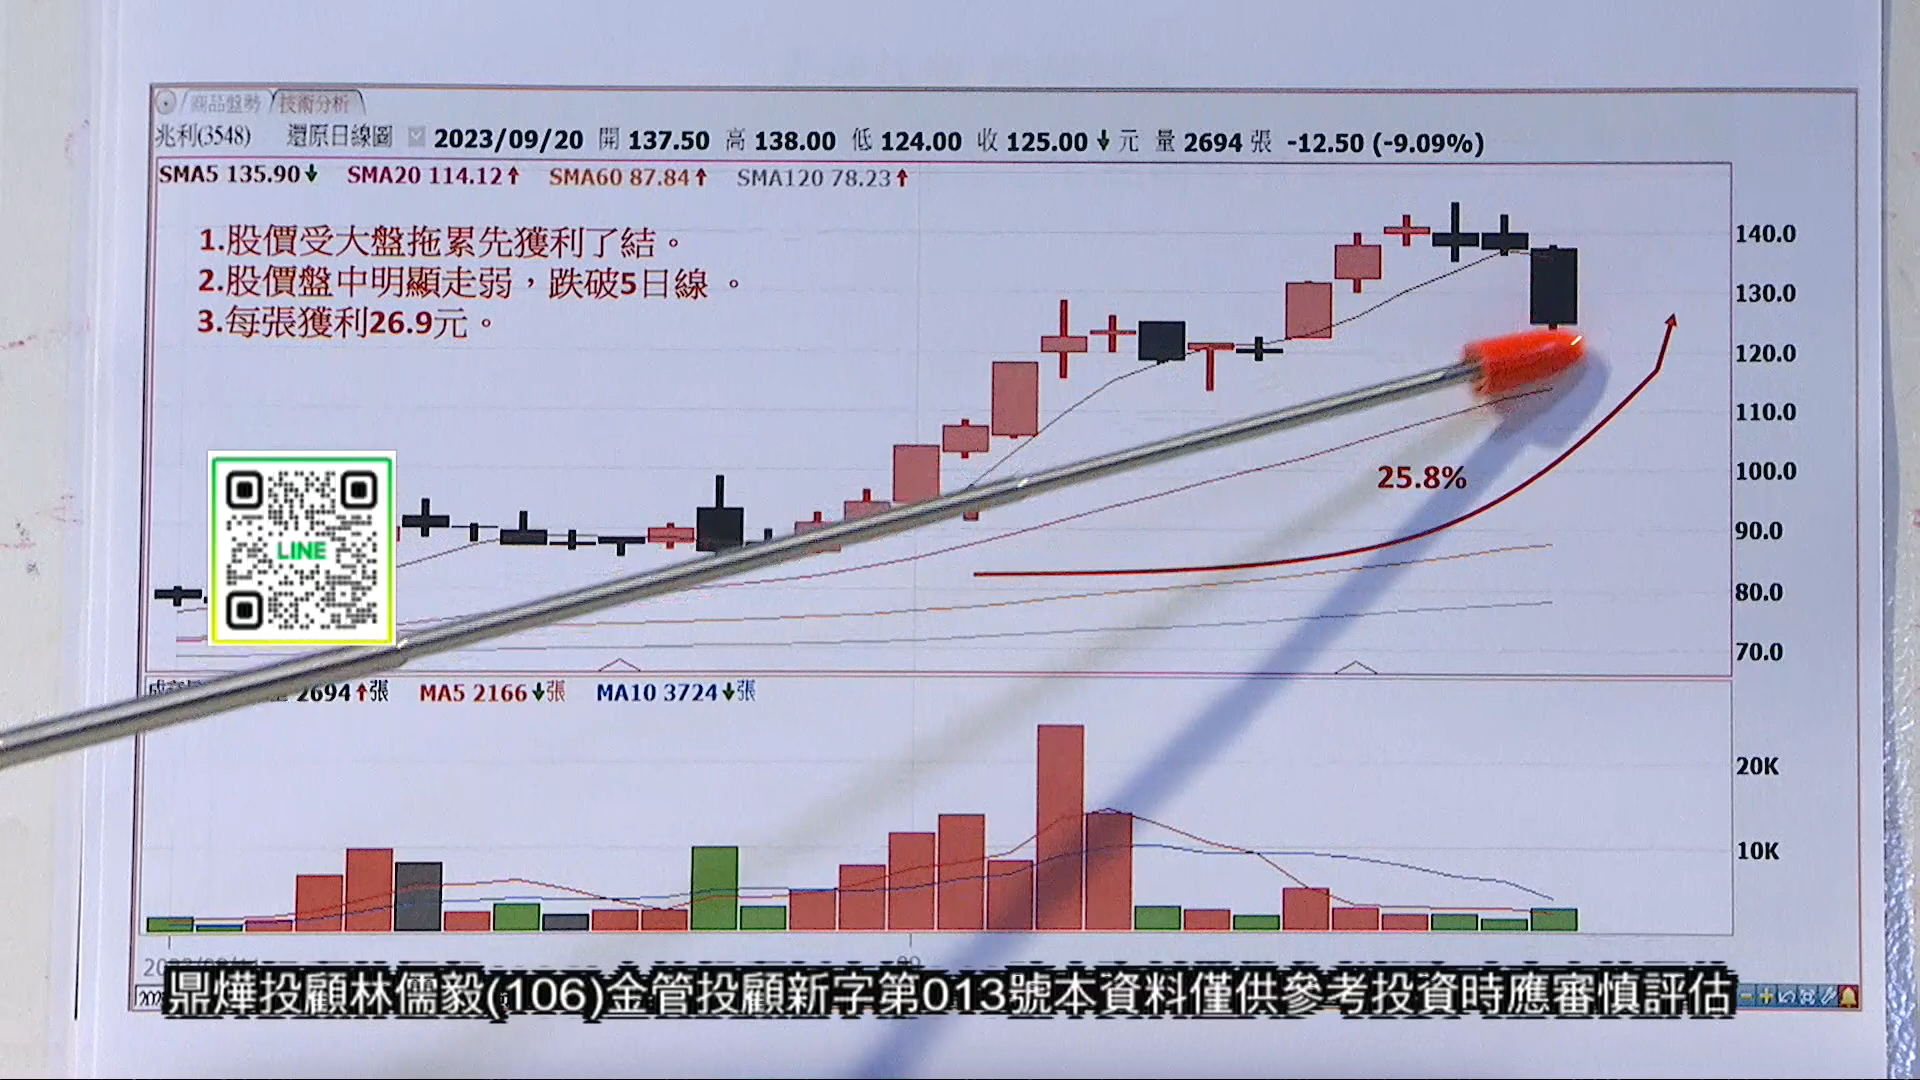 商品盤勢 技術分析
兆利(3548) 還原日線圖 2023/09/20 開 137.50 高 138.00 低 124.00 收 125.00↓元 量 2694 張 -12.50 (-9.09%)
SMA5 135.90↓ SMA20 114.12↑ SMA60 87.84↑ SMA120 78.23↑
1.股價受大盤拖累先獲利了結。
2.股價盤中明顯走弱，跌破5日線。
3.每張獲利26.9元。
140.0
130.0
120.0
110.0
25.8%
100.0
90.0
LINE
80.0
70.0
2694↑張 MA5 2166↓張 MA10 3724↓張
20K
10K
鼎燁投顧林儒毅(106)金管投顧新字第013號本資料僅供參考投資時應審慎評估